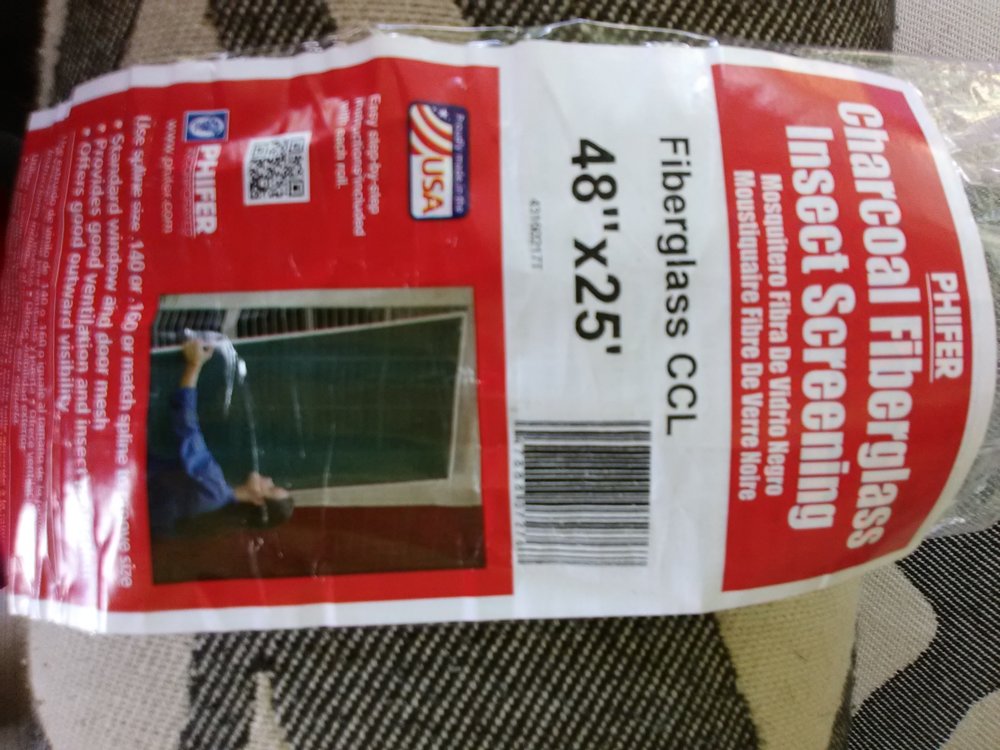 PHIFER
Charcoal Fiberglass
Insect Screening
Mosquitero Fibra De Vidrio Negro
Moustiquaire Fibre De Verre Noire
Fiberglass CCL
48"x25'
Proudly made in the
USA
Easy step-by-step
instructions included
with each roll.
PHIFER
www.phifer.com
Use spline size .140 or .160 or match spline to groove size
• Standard window and door mesh
• Provides good ventilation and insect
• Offers good outward visibility.